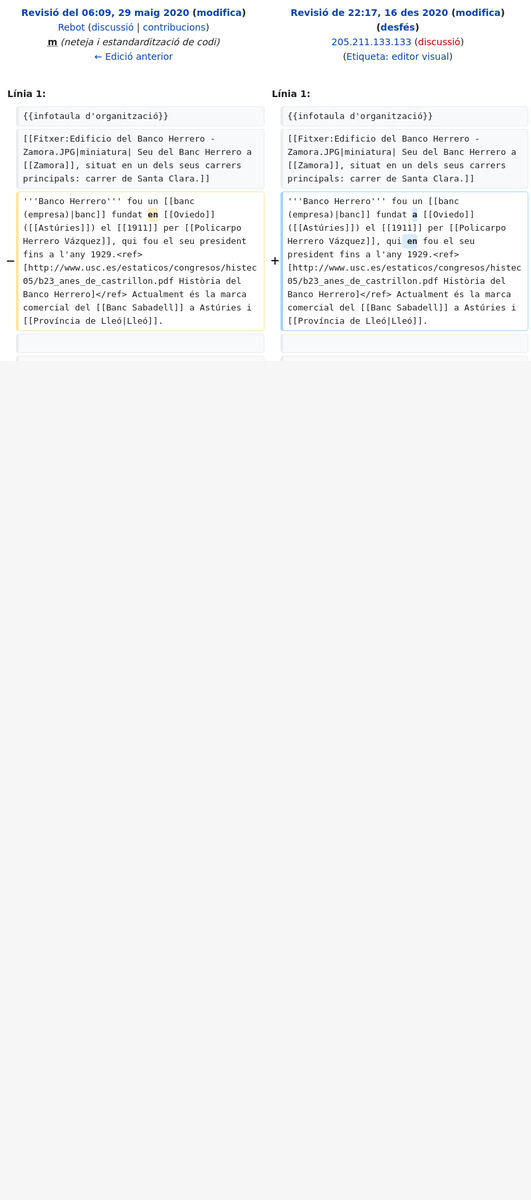 Revisió del 06:09, 29 maig 2020 (modifica)
Rebot (discussió | contribucions)
m (neteja i estandardització de codi)
← Edició anterior
Revisió de 22:17, 16 des 2020 (modifica)
(desfés)
205.211.133.133 (discussió)
(Etiqueta: editor visual)
Línia 1:
Línia 1:
{{infotaula d'organització}}
{{infotaula d'organització}}
[[Fitxer:Edificio del Banco Herrero -
Zamora.JPG|miniatura| Seu del Banc Herrero a
[[Zamora]], situat en un dels seus carrers
principals: carrer de Santa Clara.]]
[[Fitxer:Edificio del Banco Herrero -
Zamora.JPG|miniatura| Seu del Banc Herrero a
[[Zamora]], situat en un dels seus carrers
principals: carrer de Santa Clara.]]
−
'''Banco Herrero''' fou un [[banc
(empresa)|banc]] fundat en [[Oviedo]]
([[Astúries]]) el [[1911]] per [[Policarpo
Herrero Vázquez]], qui fou el seu president
fins a l'any 1929.<ref>
[http://www.usc.es/estaticos/congresos/histec
05/b23_anes_de_castrillon.pdf Història del
Banco Herrero]</ref> Actualment és la marca
comercial del [[Banc Sabadell]] a Astúries i
[[Província de Lleó|Lleó]].
+
'''Banco Herrero''' fou un [[banc
(empresa)|banc]] fundat a [[Oviedo]]
([[Astúries]]) el [[1911]] per [[Policarpo
Herrero Vázquez]], qui en fou el seu
president fins a l'any 1929.<ref>
[http://www.usc.es/estaticos/congresos/histec
05/b23_anes_de_castrillon.pdf Història del
Banco Herrero]</ref> Actualment és la marca
comercial del [[Banc Sabadell]] a Astúries i
[[Província de Lleó|Lleó]].